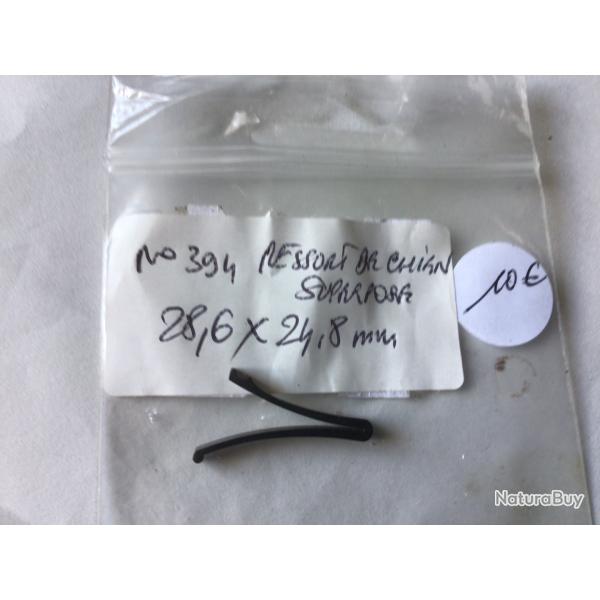 No 394 RESSORT DE CHIEN
SUPERPOSE
28,6 X 24,8 mm
10€
NaturaBuy